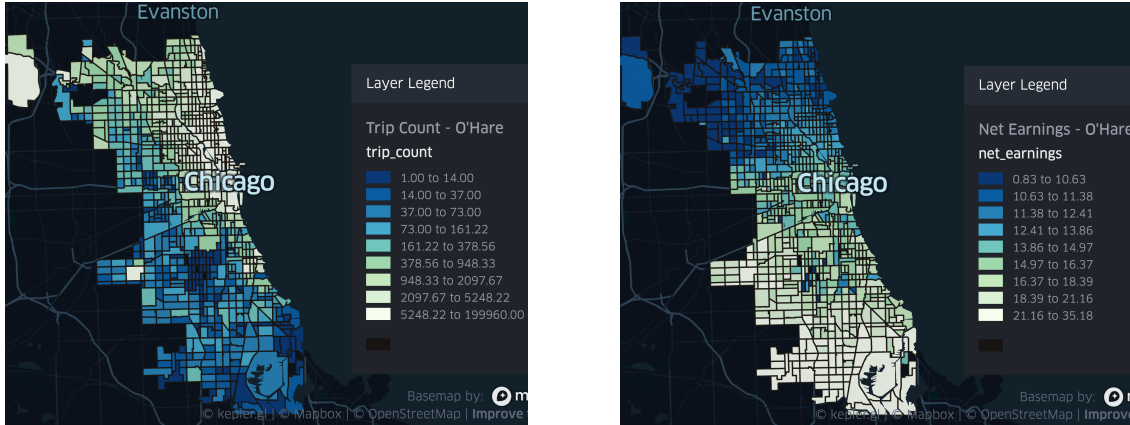 Evanston
Chicago
Layer Legend
Trip Count - O'Hare
trip_count
1.00 to 14.00
14.00 to 37.00
37.00 to 73.00
73.00 to 161.22
161.22 to 378.56
378.56 to 948.33
948.33 to 2097.67
2097.67 to 5248.22
5248.22 to 199960.00
Basemap by: m
© kepler.gl | © Mapbox | © OpenStreetMap | Improve
Evanston
Chicago
Layer Legend
Net Earnings - O'Hare
net_earnings
0.83 to 10.63
10.63 to 11.38
11.38 to 12.41
12.41 to 13.86
13.86 to 14.97
14.97 to 16.37
16.37 to 18.39
18.39 to 21.16
21.16 to 35.18
Basemap by: m
© kepler.gl | © Mapbox | © OpenStreetMap | Impro